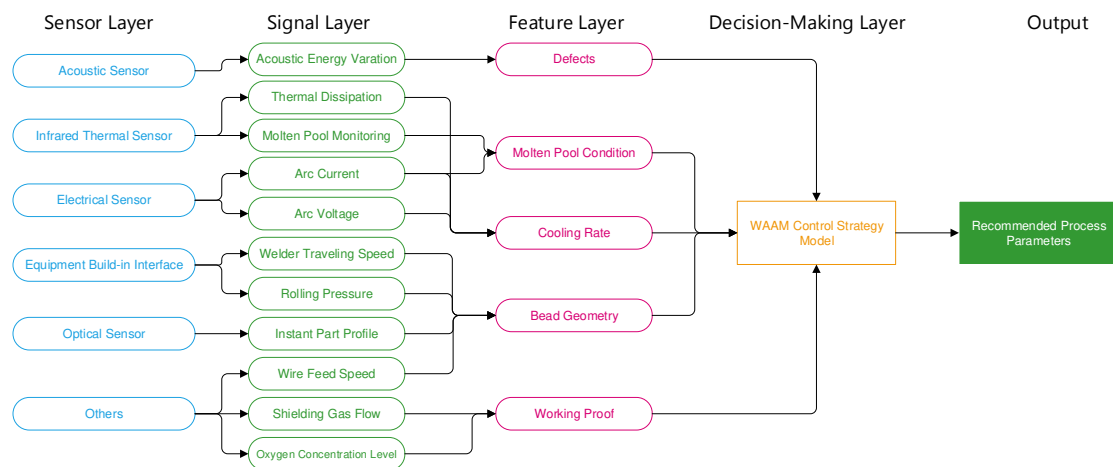 Sensor Layer
Signal Layer
Feature Layer
Decision-Making Layer
Output
Acoustic Sensor
Infrared Thermal Sensor
Electrical Sensor
Equipment Build-in Interface
Optical Sensor
Others
Acoustic Energy Varation
Thermal Dissipation
Molten Pool Monitoring
Arc Current
Arc Voltage
Welder Traveling Speed
Rolling Pressure
Instant Part Profile
Wire Feed Speed
Shielding Gas Flow
Oxygen Concentration Level
Defects
Molten Pool Condition
Cooling Rate
Bead Geometry
Working Proof
WAAM Control Strategy
Model
Recommended Process
Parameters